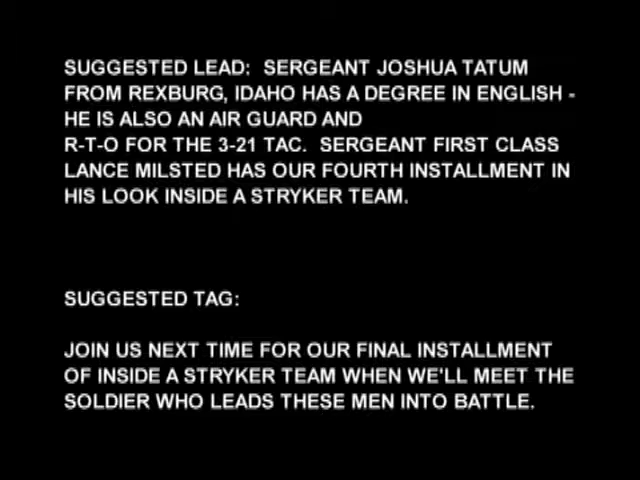 SUGGESTED LEAD:  SERGEANT JOSHUA TATUM
FROM REXBURG, IDAHO HAS A DEGREE IN ENGLISH -
HE IS ALSO AN AIR GUARD AND
R-T-O FOR THE 3-21 TAC.  SERGEANT FIRST CLASS
LANCE MILSTED HAS OUR FOURTH INSTALLMENT IN
HIS LOOK INSIDE A STRYKER TEAM.
SUGGESTED TAG:
JOIN US NEXT TIME FOR OUR FINAL INSTALLMENT
OF INSIDE A STRYKER TEAM WHEN WE'LL MEET THE
SOLDIER WHO LEADS THESE MEN INTO BATTLE.